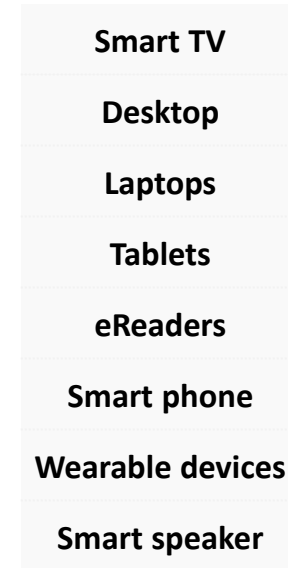 Smart TV
Desktop
Laptops
Tablets
eReaders
Smart phone
Wearable devices
Smart speaker